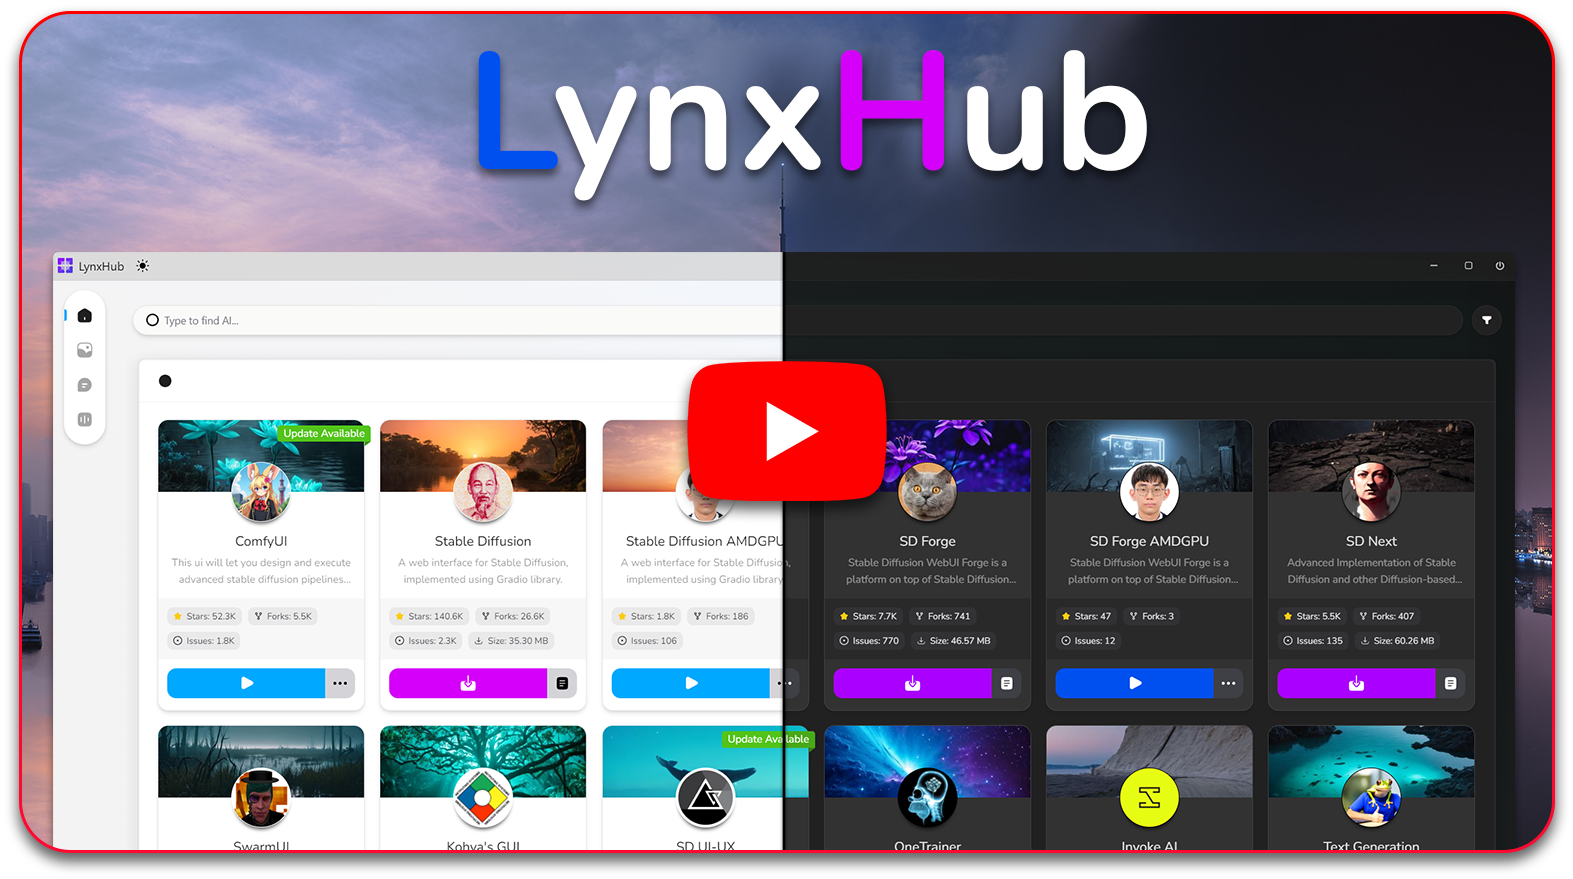 LynxHub
LynxHub
Type to find AI...
Update Available
ComfyUI
This ui will let you design and execute
advanced stable diffusion pipelines...
Stars: 52.3K
Forks: 5.5K
Issues: 1.8K
Stable Diffusion
A web interface for Stable Diffusion,
implemented using Gradio library.
Stars: 140.6K
Forks: 26.6K
Issues: 2.3K
Size: 35.30 MB
Stable Diffusion AMDGPU
A web interface for Stable Diffusion,
implemented using Gradio library
Stars: 1.8K
Forks: 186
Issues: 106
SD Forge
Stable Diffusion WebUI Forge is a
platform on top of Stable Diffusion...
Stars: 7.7K
Forks: 741
Issues: 770
Size: 46.57 MB
SD Forge AMDGPU
Stable Diffusion WebUI Forge is a
platform on top of Stable Diffusion...
Stars: 47
Forks: 3
Issues: 12
SD Next
Advanced Implementation of Stable
Diffusion and other Diffusion-based...
Stars: 5.5K
Forks: 407
Issues: 135
Size: 60.26 MB
SwarmUI
Kohya's GUI
Update Available
SD UI-UX
OneTrainer
Invoke AI
Text Generation